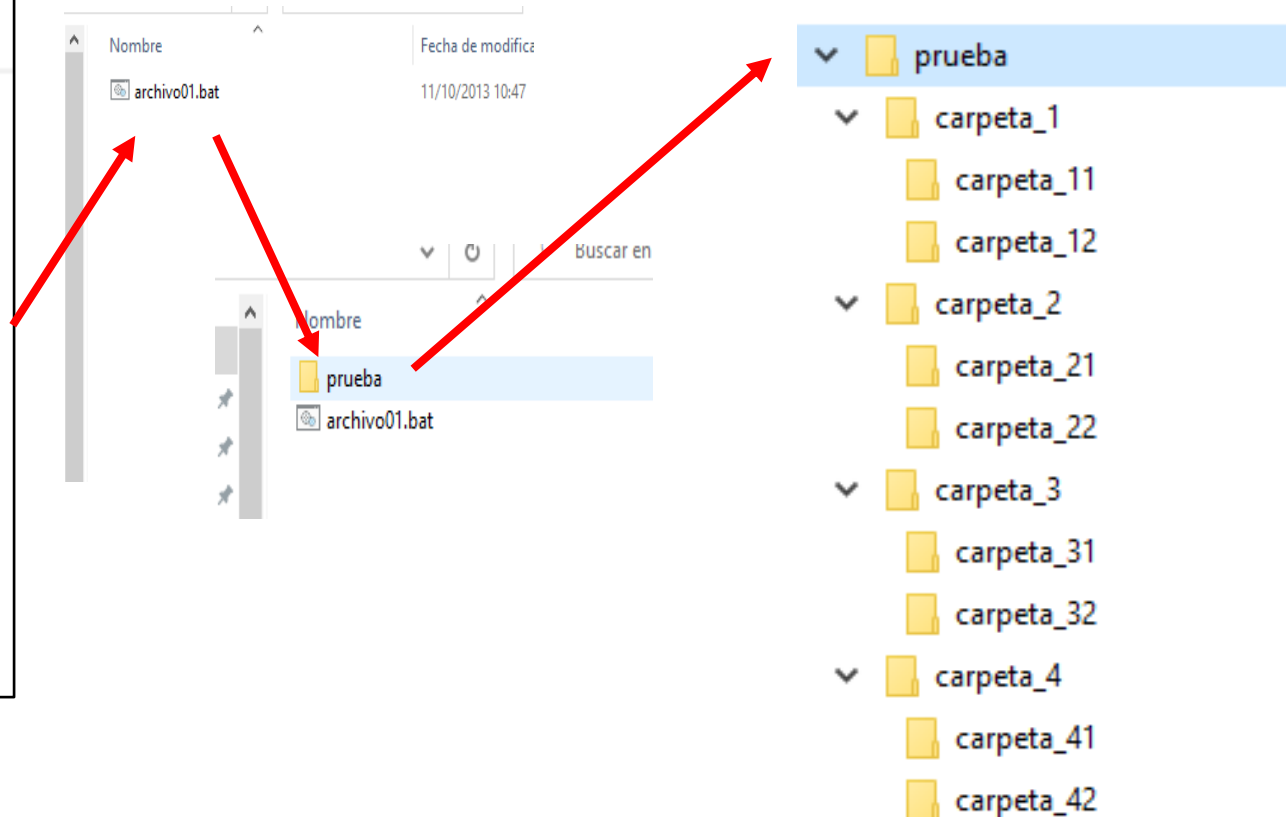 Nombre
Fecha de modifica
archivo01.bat
11/10/2013 10:47
Buscar en
Nombre
prueba
archivo01.bat
prueba
carpeta_1
carpeta_11
carpeta_12
carpeta_2
carpeta_21
carpeta_22
carpeta_3
carpeta_31
carpeta_32
carpeta_4
carpeta_41
carpeta_42